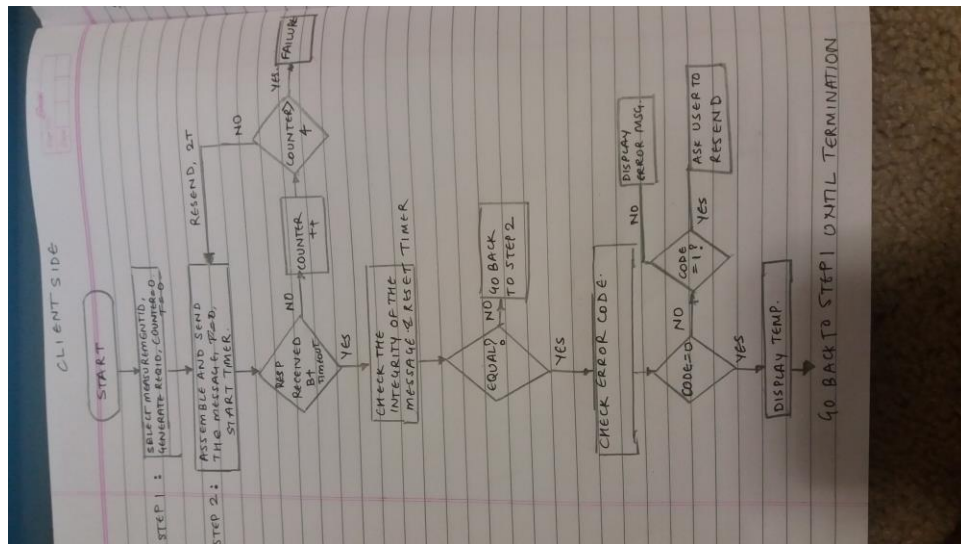 CLIENT SIDE
START
STEP 1 :
SELECT MEASUREMENTID,
GENERATE REQID, COUNTER=0,
T=0
STEP 2 :
ASSEMBLE AND SEND
THE MESSAGE, T=0,
START TIMER.
RESEND, 2T
RESP
RECEIVED
B4
TIMEOUT
NO
COUNTER
++
COUNTER>
4
NO
YES.
FAILURE
YES
CHECK THE
INTEGRITY OF THE
MESSAGE & RESET TIMER
EQUAL?
NO
GO BACK
TO STEP 2
YES
CHECK ERROR CODE.
CODE=0
NO
CODE
=1?
NO
DISPLAY
ERROR MSG.
YES
ASK USER TO
RESEND
YES
DISPLAY TEMP.
GO BACK TO STEP 1 UNTIL TERMINATION